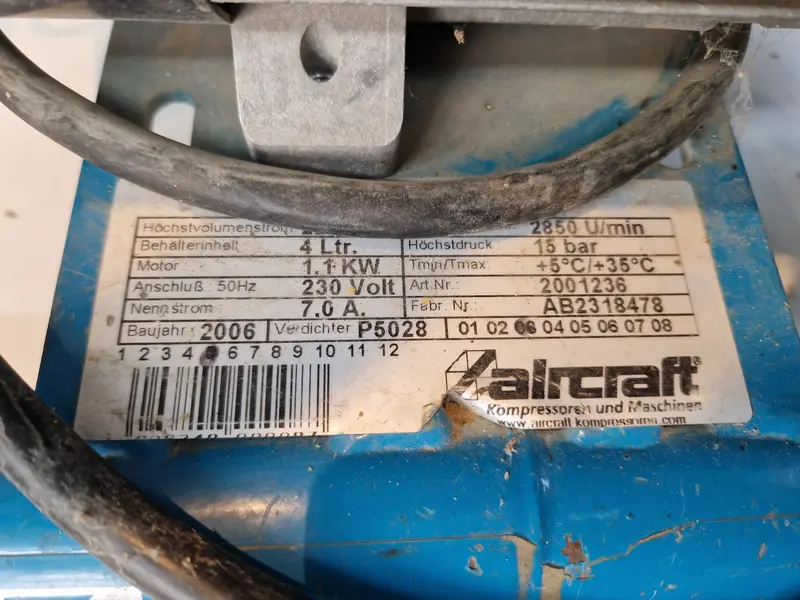 Höchstvolumenstrom 2850 U/min
Behälterinhelt 4 Ltr. Höchstdruck 15 bar
Motor 1.1 KW Tmin/Tmax: +5°C/+35°C
Anschluß: 50Hz 230 Volt Art.Nr.: 2001236
Nennstrom 7.0 A. Fabr. Nr.: AB2318478
Baujahr 2006 Verdichter P5028 01 02 04 05 06 07 08
1 2 3 4 6 7 8 9 10 11 12
aircraft®
Kompressoren und Maschinen
www.aircraft-kompressoren.com